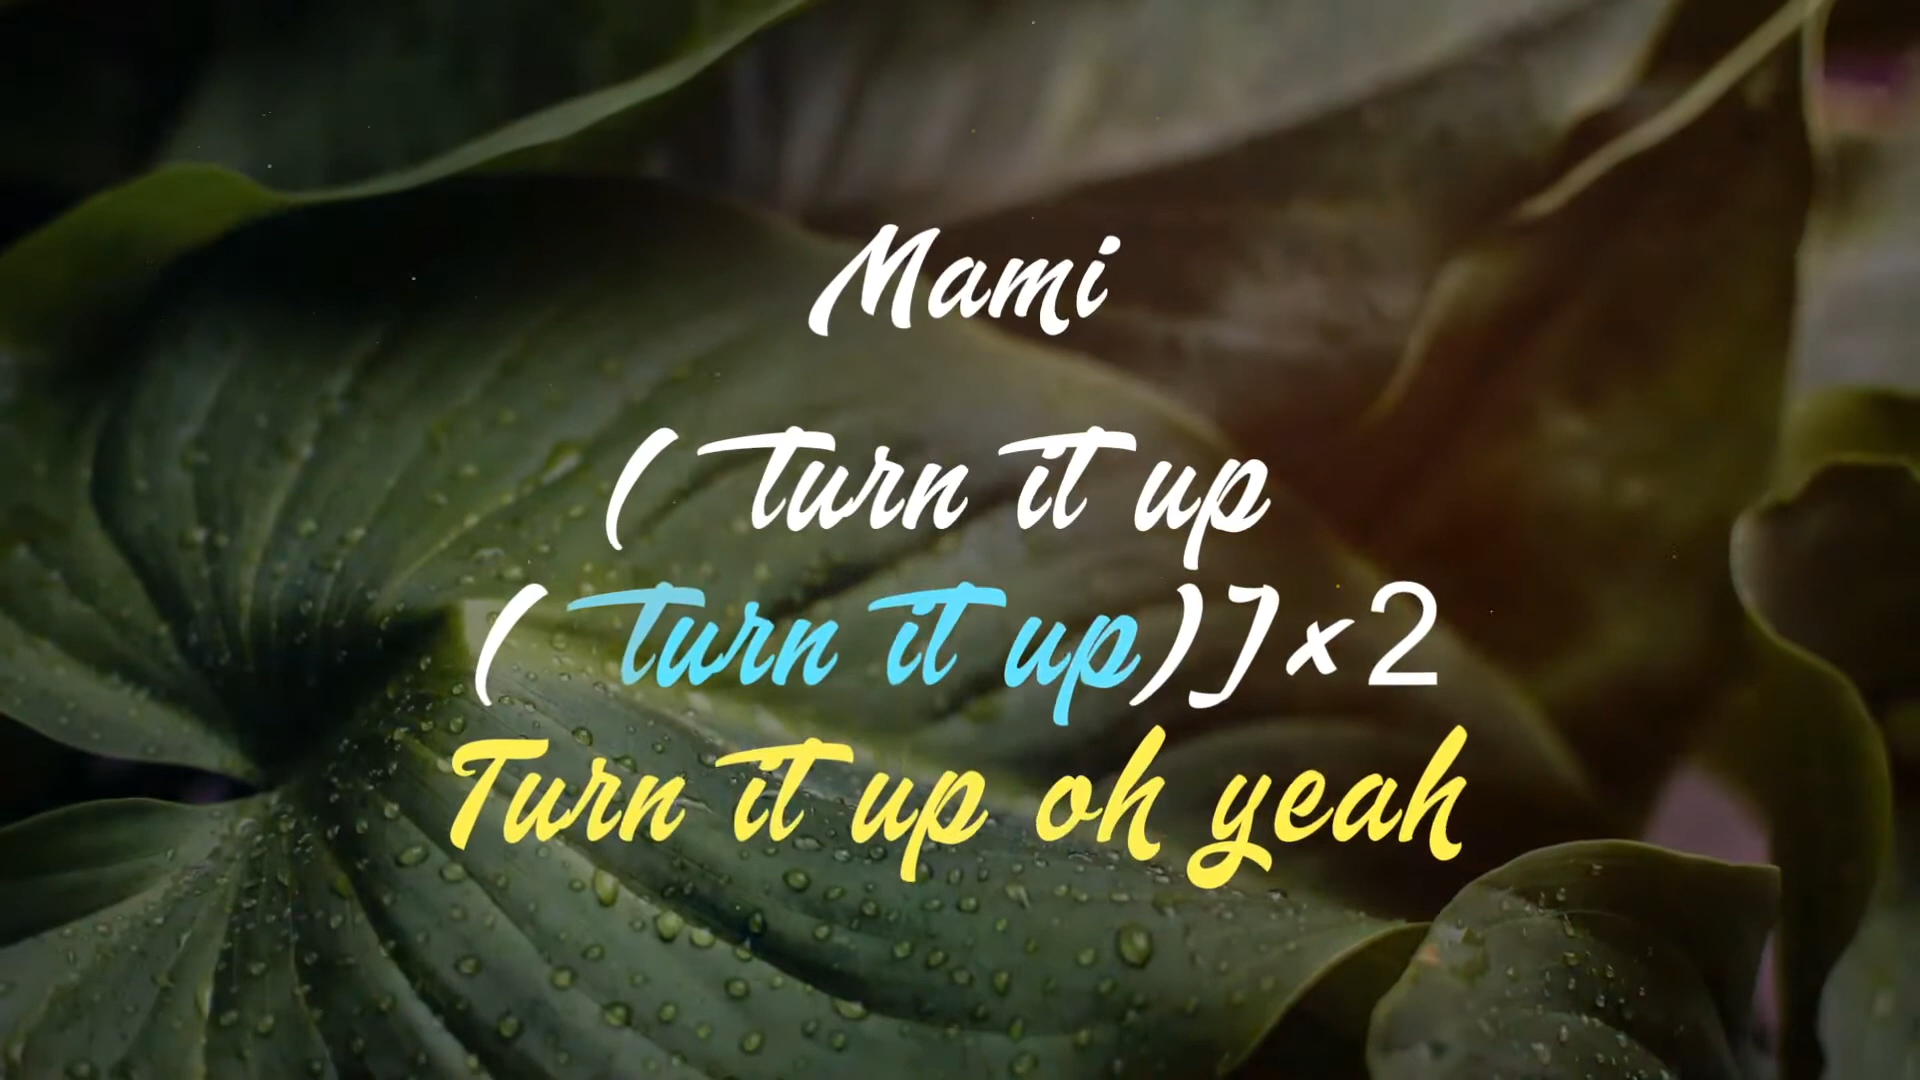 Mami
( Turn it up
( Turn it up)]×2
Turn it up oh yeah